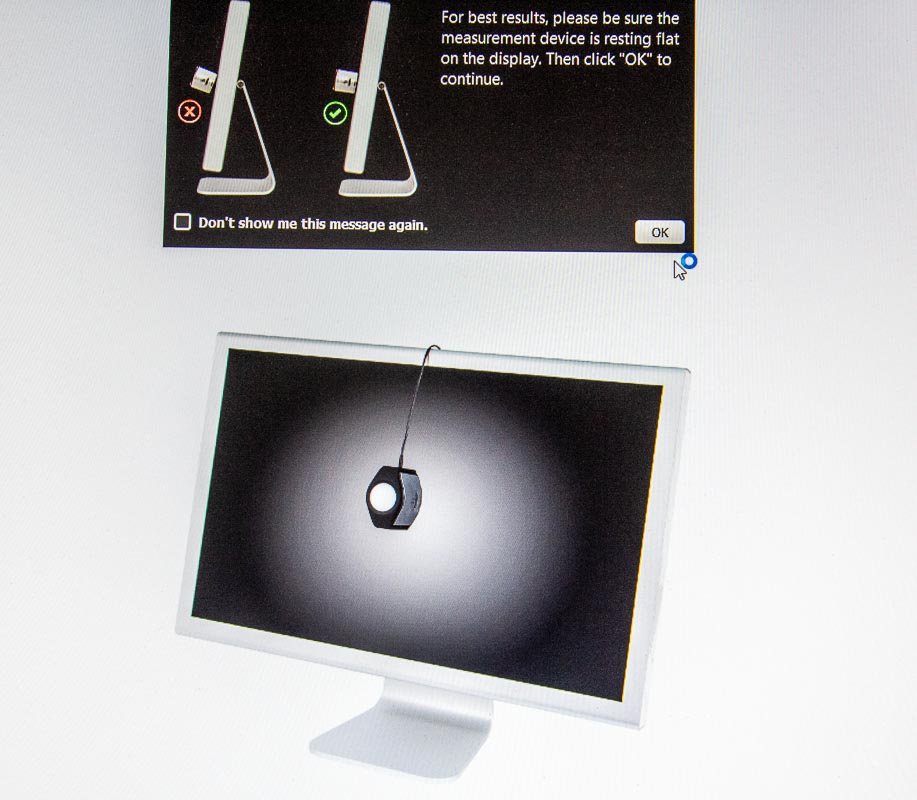 For best results, please be sure the
measurement device is resting flat
on the display. Then click "OK" to
continue.
Don't show me this message again.
OK